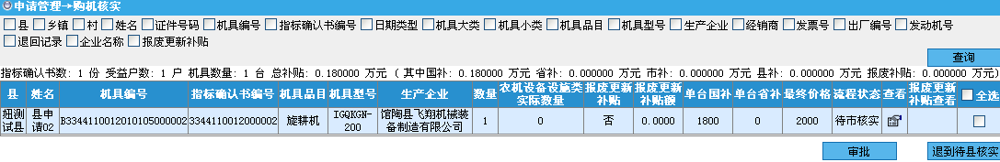 申请管理→购机核实
县 乡镇 村 姓名 证件号码 机具编号 指标确认书编号 日期类型 机具大类 机具小类 机具品目 机具型号 生产企业 经销商 发票号 出厂编号 发动机号
退回记录 企业名称 报废更新补贴
查询
指标确认书数: 1 份 受益户数: 1 户 机具数量: 1 台 总补贴: 0.180000 万元 ( 其中国补: 0.180000 万元 省补: 0.000000 万元 市补: 0.000000 万元 县补: 0.000000 万元 报废补贴: 0.000000 万元)
县 姓名 机具编号 指标确认书编号 机具品目 机具型号 生产企业 数量 农机设备设施类实际数量 报废更新补贴 报废更新补贴额 单台国补 单台省补 最终价格 流程状态 查看 报废更新补贴查看 全选
妞测试县 县申请02 B3344110012010105000002 3344110012000002 旋耕机 IGQKGN-200 馆陶县飞翔机械装备制造有限公司 1 0 否 0.0000 1800 0 2000 待市核实
审批 退到待县核实